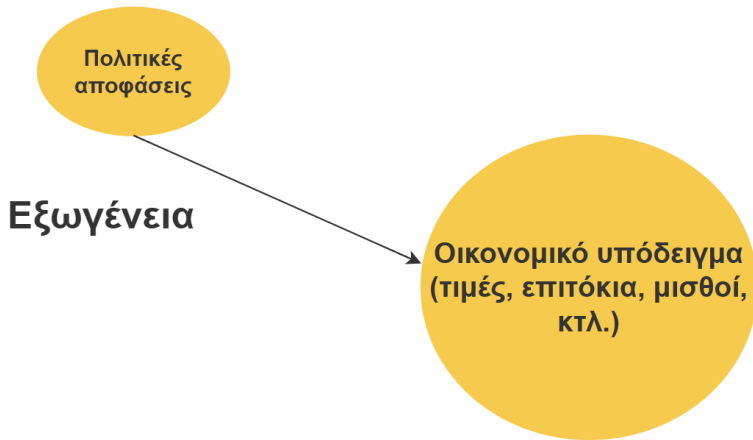 Πολιτικές
αποφάσεις
Εξωγένεια
Οικονομικό υπόδειγμα
(τιμές, επιτόκια, μισθοί,
κτλ.)